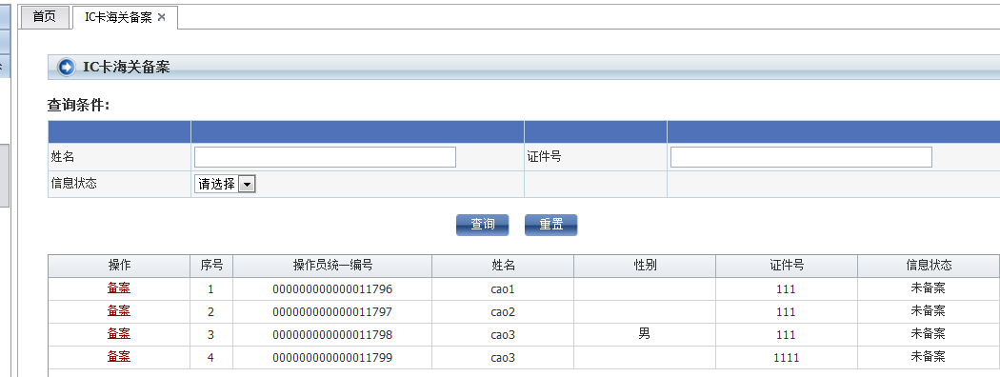 首页 IC卡海关备案
IC卡海关备案
查询条件:
姓名 证件号
信息状态 请选择
查询 重置
操作 序号 操作员统一编号 姓名 性别 证件号 信息状态
备案 1 000000000000011796 cao1 111 未备案
备案 2 000000000000011797 cao2 111 未备案
备案 3 000000000000011798 cao3 男 111 未备案
备案 4 000000000000011799 cao3 1111 未备案